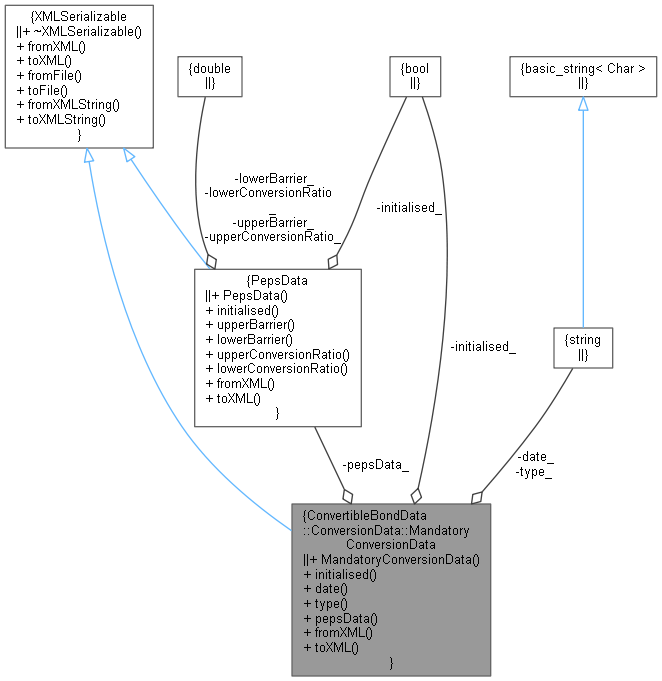 {XMLSerializable
||+ ~XMLSerializable()
+ fromXML()
+ toXML()
+ fromFile()
+ toFile()
+ fromXMLString()
+ toXMLString()
}
{double
||}
{bool
||}
{basic_string< Char >
||}
-lowerBarrier_
-lowerConversionRatio
_
-upperBarrier_
-upperConversionRatio_
-initialised_
{PepsData
||+ PepsData()
+ initialised()
+ upperBarrier()
+ lowerBarrier()
+ upperConversionRatio()
+ lowerConversionRatio()
+ fromXML()
+ toXML()
}
-initialised_
{string
||}
-pepsData_
-date_
-type_
{ConvertibleBondData
::ConversionData::Mandatory
ConversionData
||+ MandatoryConversionData()
+ initialised()
+ date()
+ type()
+ pepsData()
+ fromXML()
+ toXML()
}